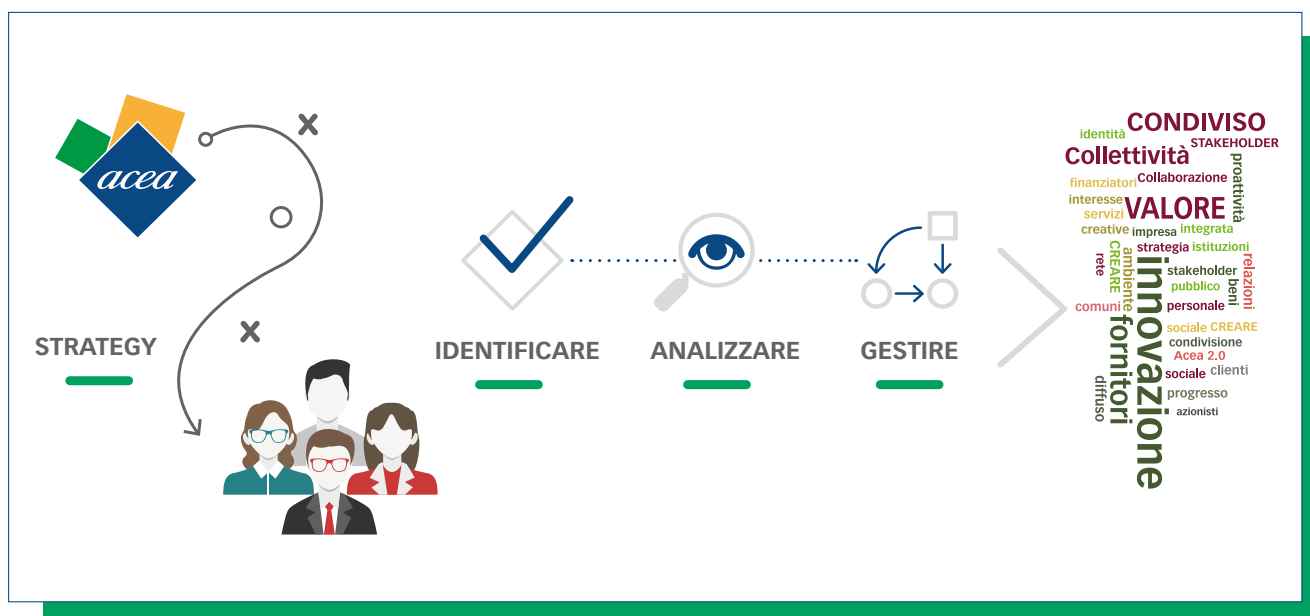 acea
STRATEGY
IDENTIFICARE
ANALIZZARE
GESTIRE
CONDIVISO
identità
STAKEHOLDER
Collettività
proattività
finanziatori
Collaborazione
interesse
VALORE
servizi
creative
impresa
integrata
rete
CREARE
ambiente
strategia
istituzioni
innovazione
stakeholder
relazioni
pubblico
beni
comuni
personale
fornitori
sociale
CREARE
condivisione
Acea 2.0
diffuso
sociale
clienti
progresso
azionisti